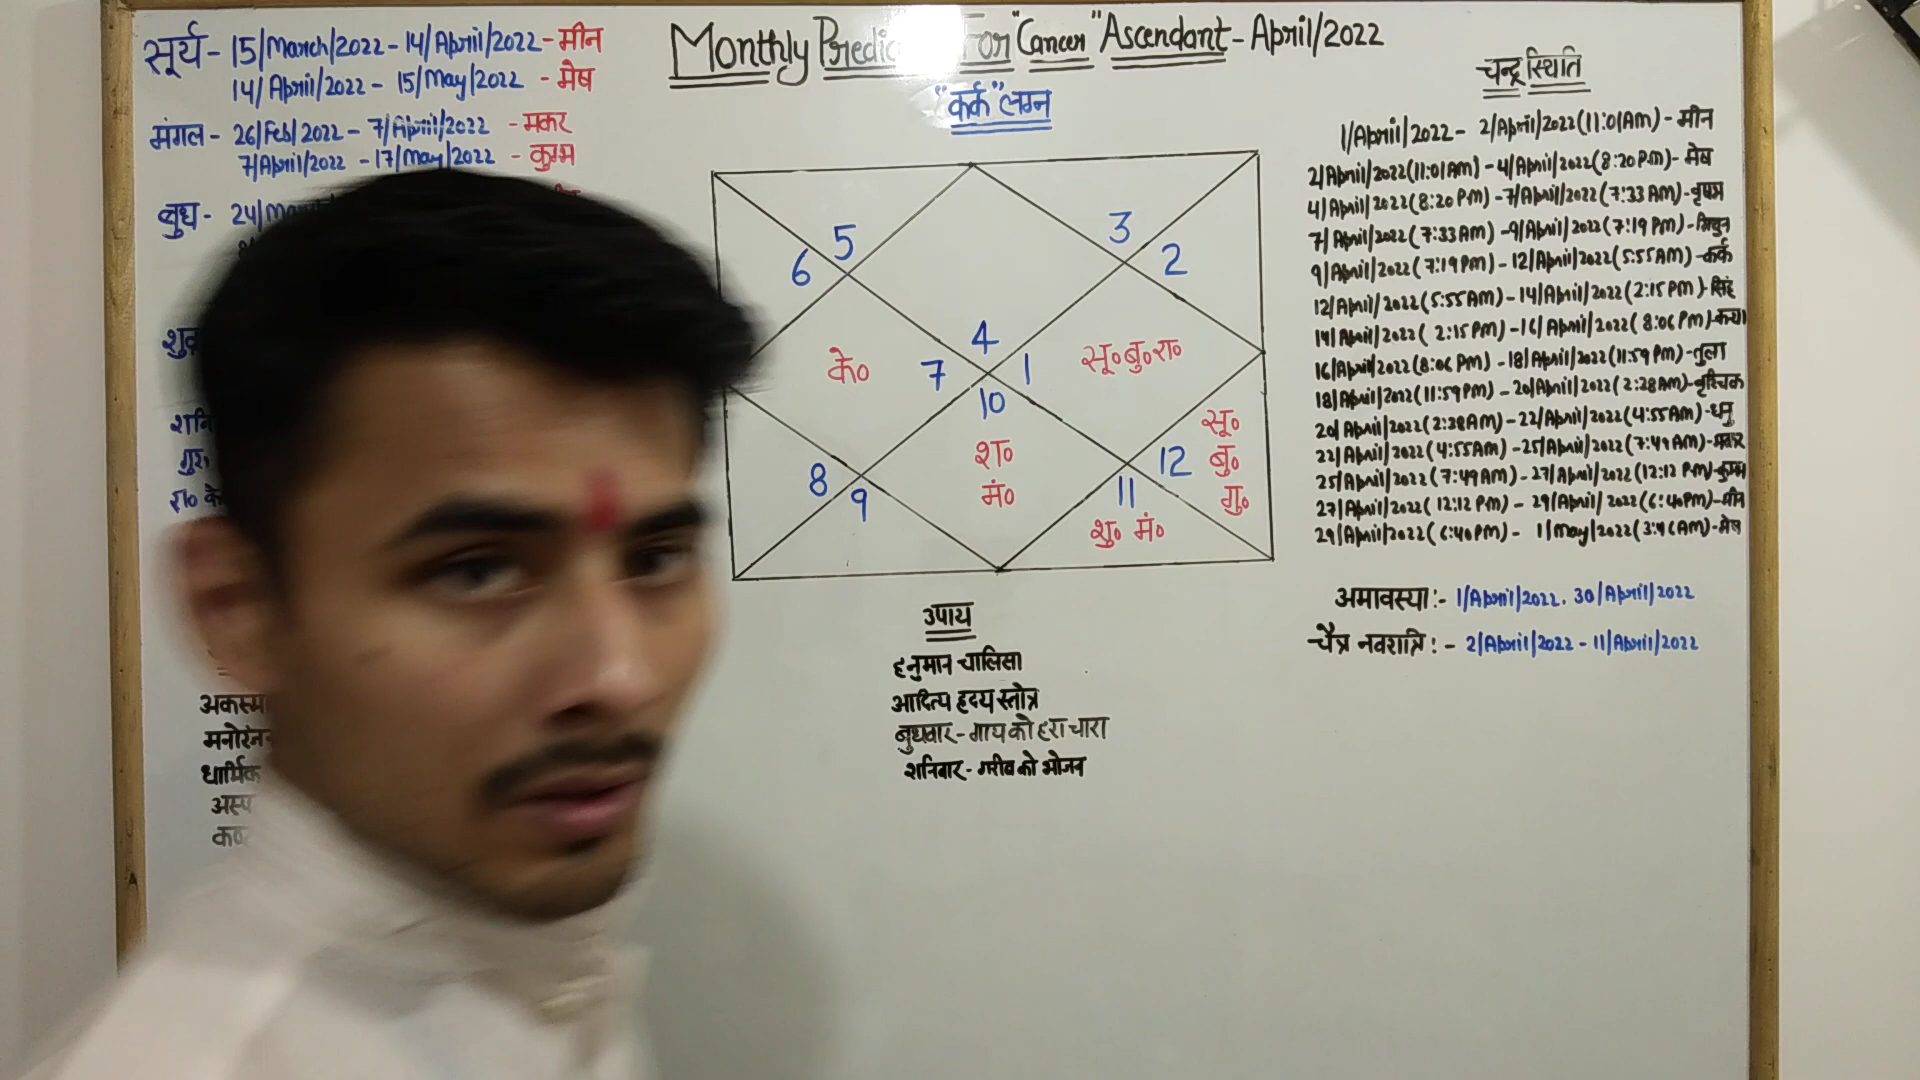 Monthly Predic For "Cancer" Ascendant - April/2022
"कर्क" लग्न
सूर्य - 15/March/2022 - 14/April/2022 - मीन
14/April/2022 - 15/May/2022 - मेष
मंगल - 26/Feb/2022 - 7/April/2022 - मकर
7/April/2022 - 17/May/2022 - कुम्भ
बुध - 24/Ma
शनि
गुरु
रा० के
अकस्मा
मनोरंजन
धार्मिक
अस्प
कष्
5
6
3
2
4
7
1
10
8
9
11
12
के०
सू० बु० रा०
श०
मं०
शु० मं०
सू०
बु०
गु०
उपाय
हनुमान चालिसा
आदित्य हृदय स्तोत्र
बुधवार - गाय को हरा चारा
शनिवार - गरीब को भोजन
चन्द्र स्थिति
1/April/2022 - 2/April/2022 (11:01AM) - मीन
2/April/2022 (11:01AM) - 4/April/2022 (8:20PM) - मेष
4/April/2022 (8:20PM) - 7/April/2022 (7:33AM) - वृषभ
7/April/2022 (7:33AM) - 9/April/2022 (7:19PM) - मिथुन
9/April/2022 (7:19PM) - 12/April/2022 (5:55AM) - कर्क
12/April/2022 (5:55AM) - 14/April/2022 (2:15PM) - सिंह
14/April/2022 (2:15PM) - 16/April/2022 (8:06PM) - कन्या
16/April/2022 (8:06PM) - 18/April/2022 (11:59PM) - तुला
18/April/2022 (11:59PM) - 20/April/2022 (2:28AM) - वृश्चिक
20/April/2022 (2:28AM) - 22/April/2022 (4:55AM) - धनु
22/April/2022 (4:55AM) - 25/April/2022 (7:49AM) - मकर
25/April/2022 (7:49AM) - 27/April/2022 (12:12PM) - कुम्भ
27/April/2022 (12:12PM) - 29/April/2022 (6:40PM) - मीन
29/April/2022 (6:40PM) - 1/May/2022 (3:46AM) - मेष
अमावस्या :- 1/April/2022. 30/April/2022
चैत्र नवरात्रि :- 2/April/2022 - 11/April/2022